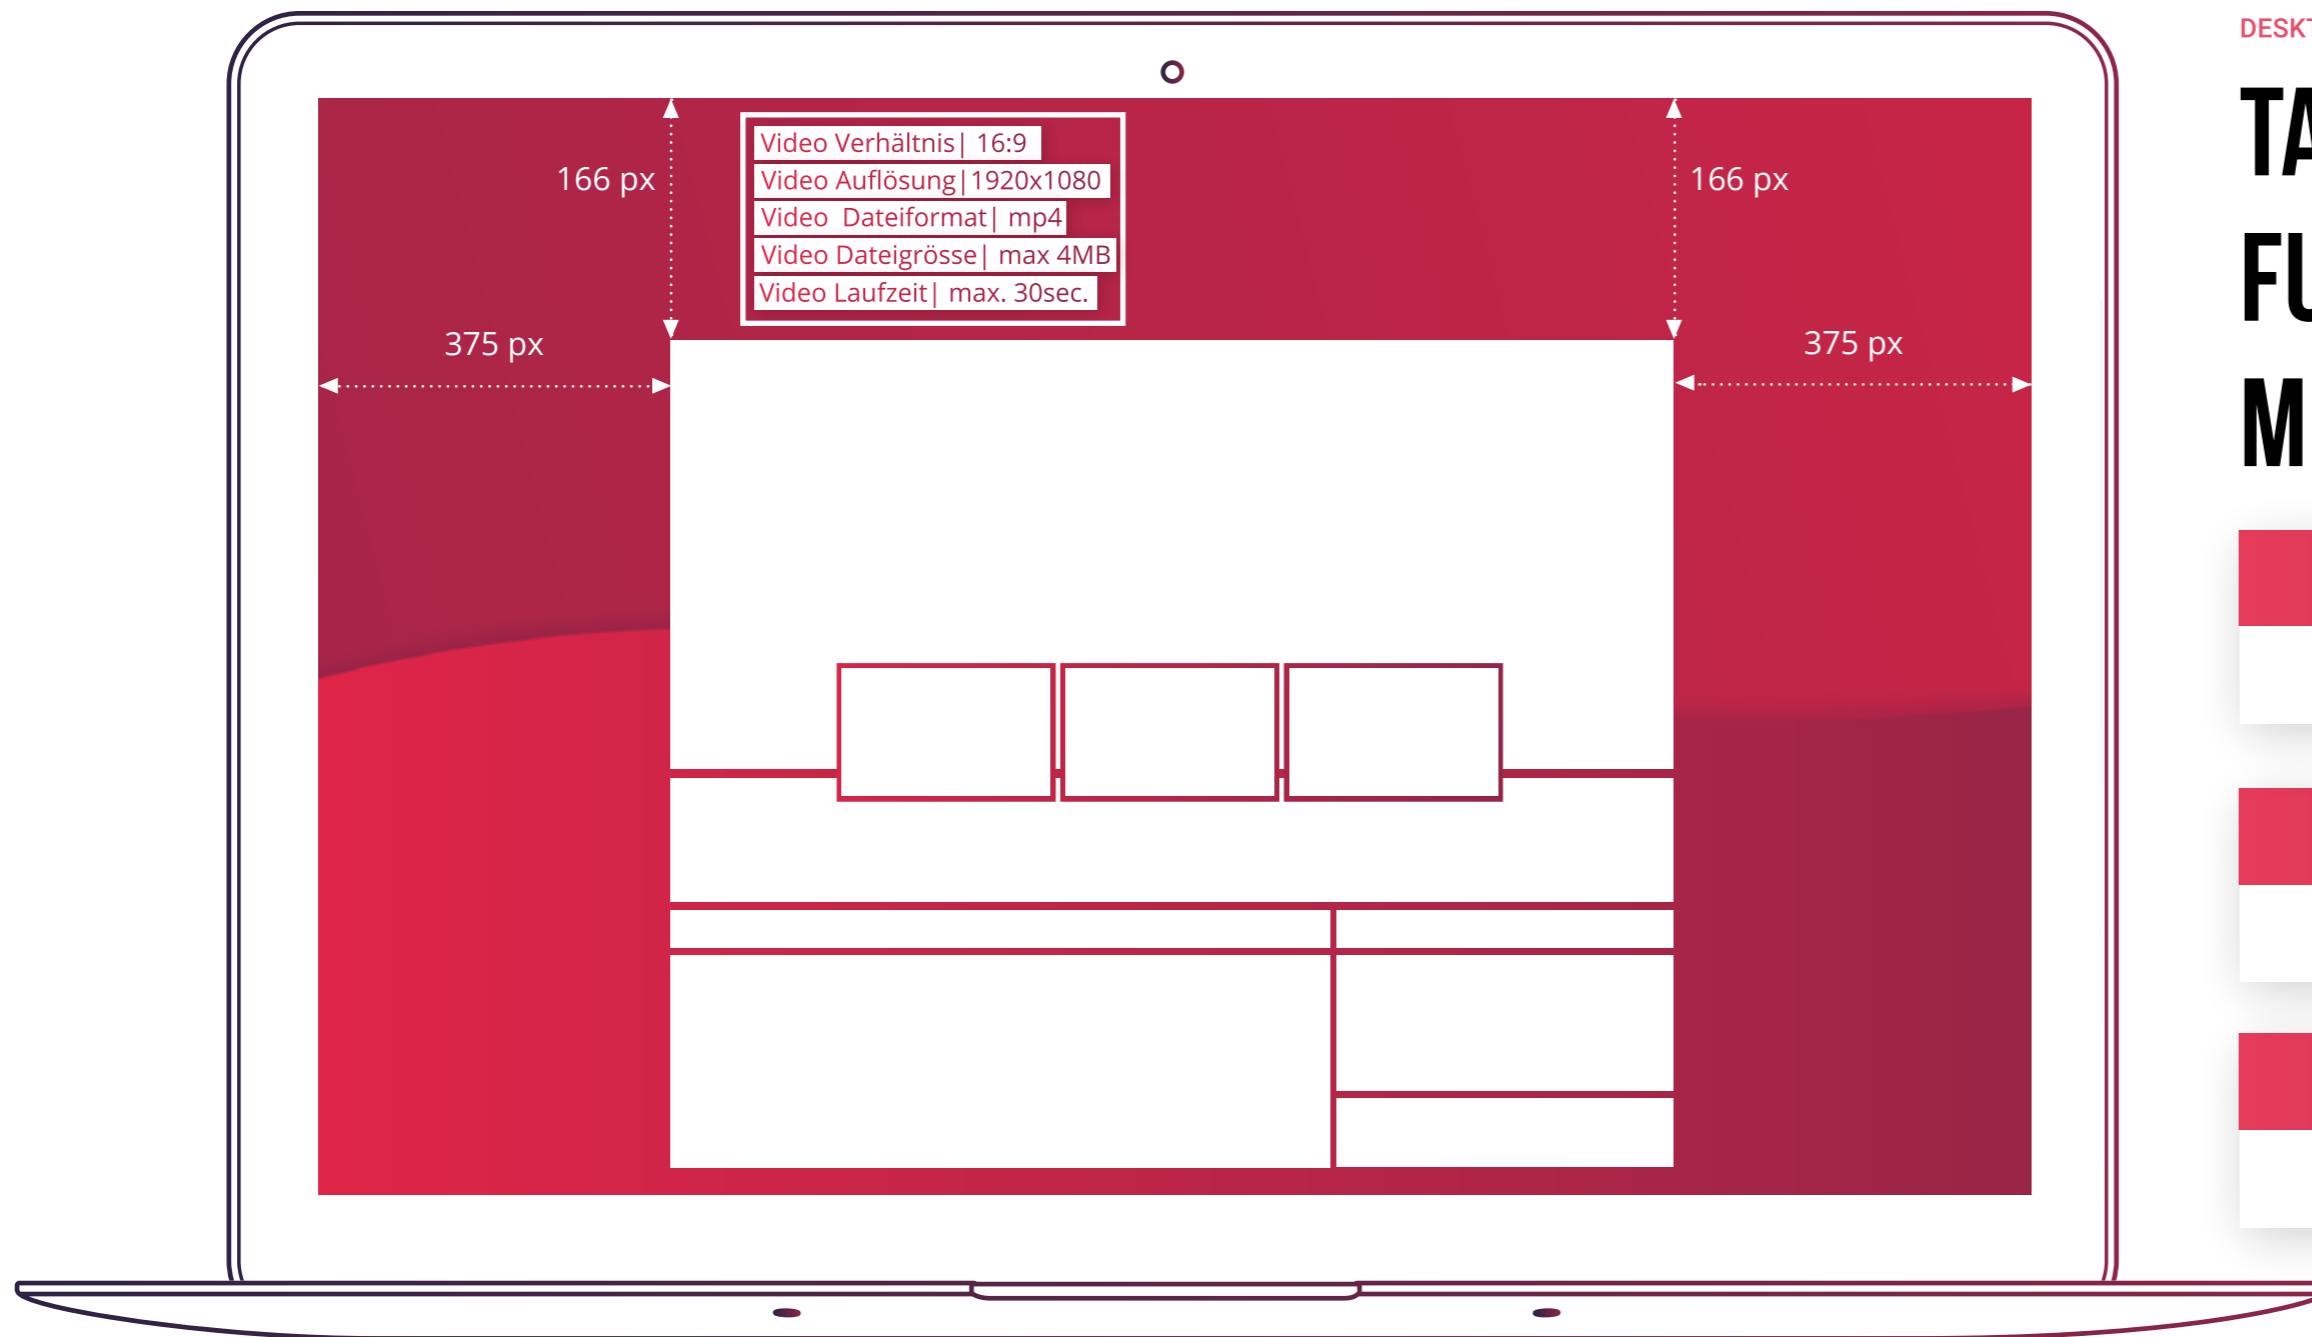 Video Verhältnis| 16:9
Video Auflösung|1920x1080
Video  Dateiformat| mp4
Video Dateigrösse| max 4MB
Video Laufzeit| max. 30sec.
166 px
166 px
375 px
375 px